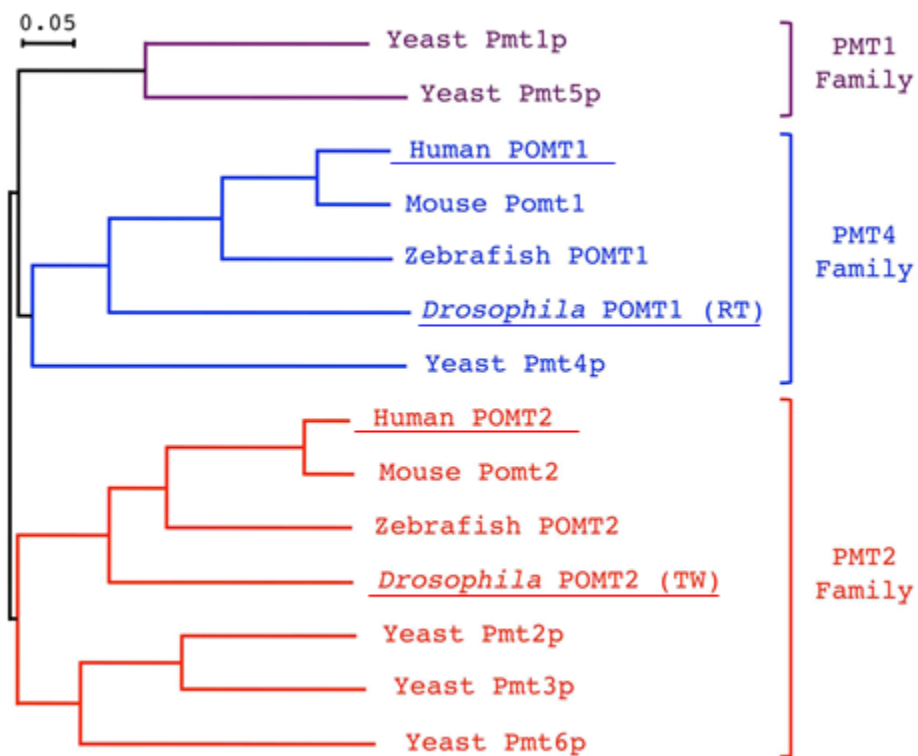 0.05
Yeast Pmt1p
Yeast Pmt5p
PMT1
Family
Human POMT1
Mouse Pomt1
Zebrafish POMT1
Drosophila POMT1 (RT)
Yeast Pmt4p
PMT4
Family
Human POMT2
Mouse Pomt2
Zebrafish POMT2
Drosophila POMT2 (TW)
Yeast Pmt2p
Yeast Pmt3p
Yeast Pmt6p
PMT2
Family